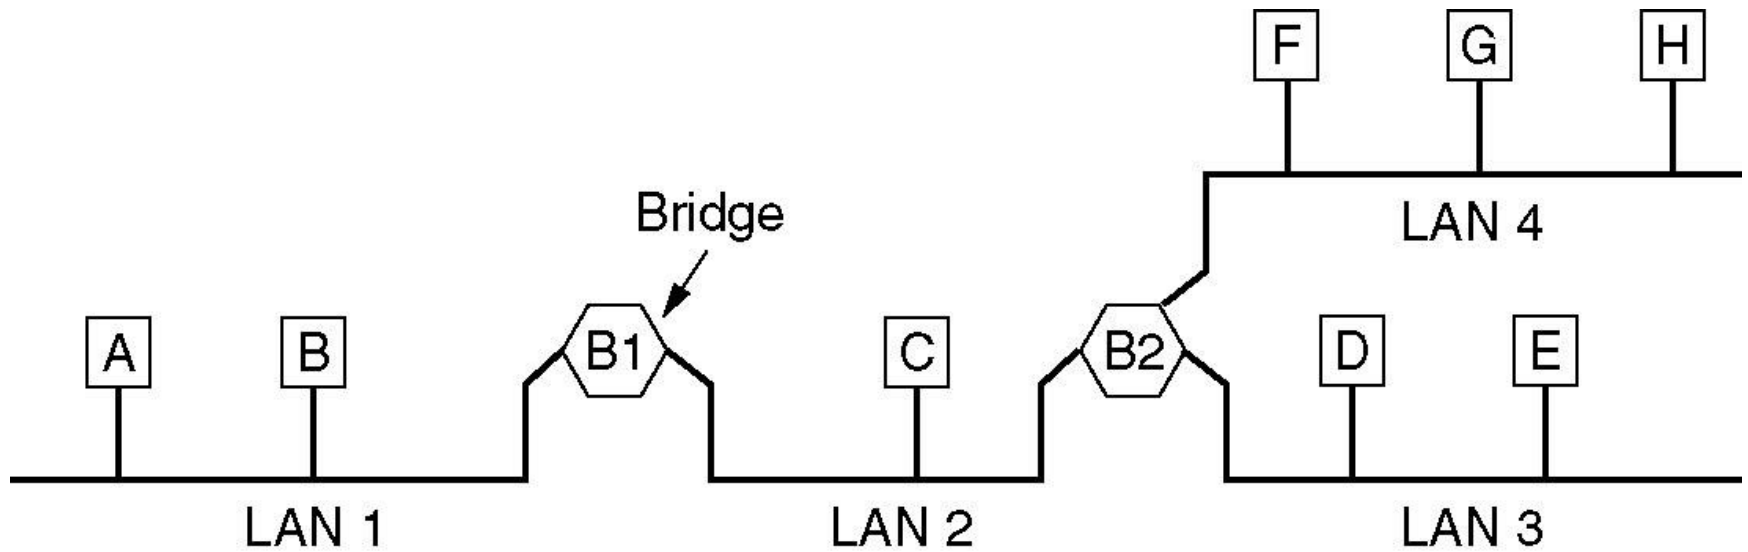 F G H
LAN 4
Bridge
A B B1 C B2 D E
LAN 1 LAN 2 LAN 3